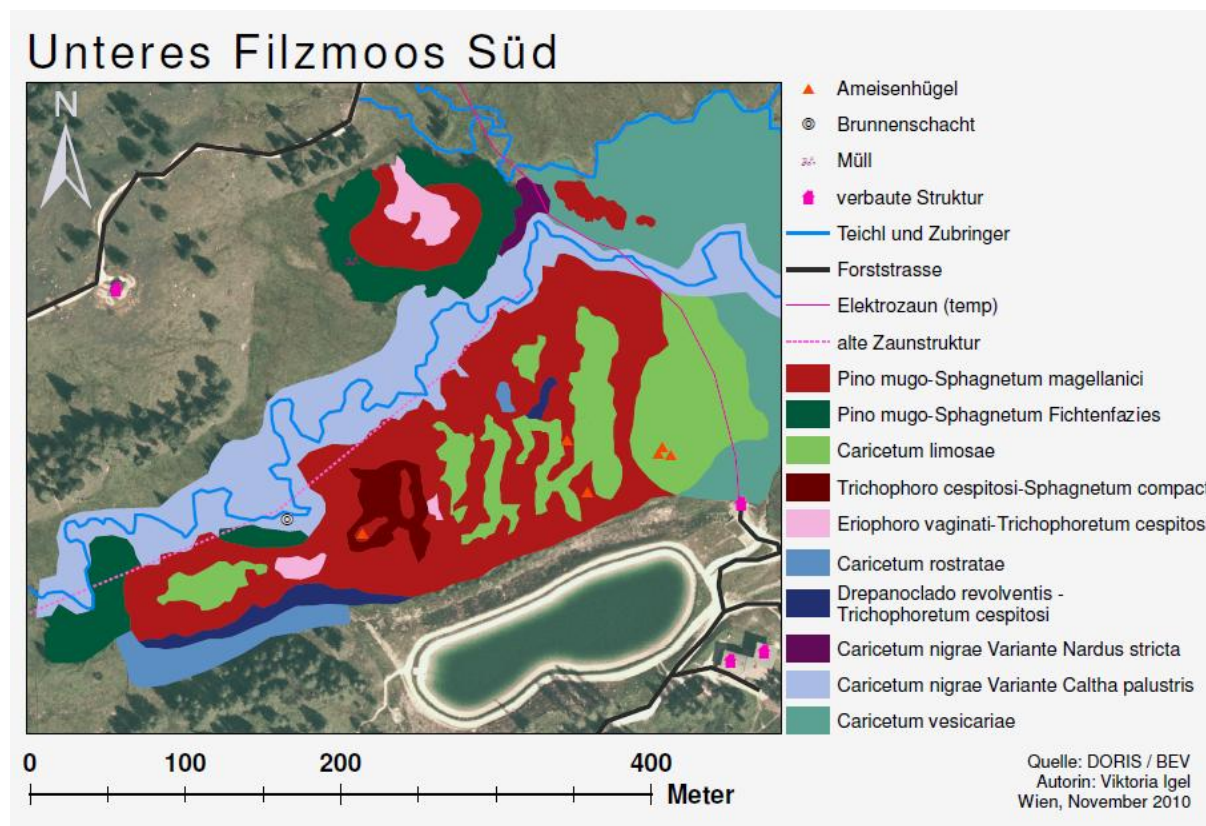 Unteres Filzmoos Süd
N
Ameisenhügel
Brunnenschacht
Müll
verbaute Struktur
Teichl und Zubringer
Forststrasse
Elektrozaun (temp)
alte Zaunstruktur
Pino mugo-Sphagnetum magellanici
Pino mugo-Sphagnetum Fichtenfazies
Caricetum limosae
Trichophoro cespitosi-Sphagnetum compact
Eriophoro vaginati-Trichophoretum cespitos
Caricetum rostratae
Drepanoclado revolventis -
Trichophoretum cespitosi
Caricetum nigrae Variante Nardus stricta
Caricetum nigrae Variante Caltha palustris
Caricetum vesicariae
0 100 200 400
Meter
Quelle: DORIS / BEV
Autorin: Viktoria Igel
Wien, November 2010